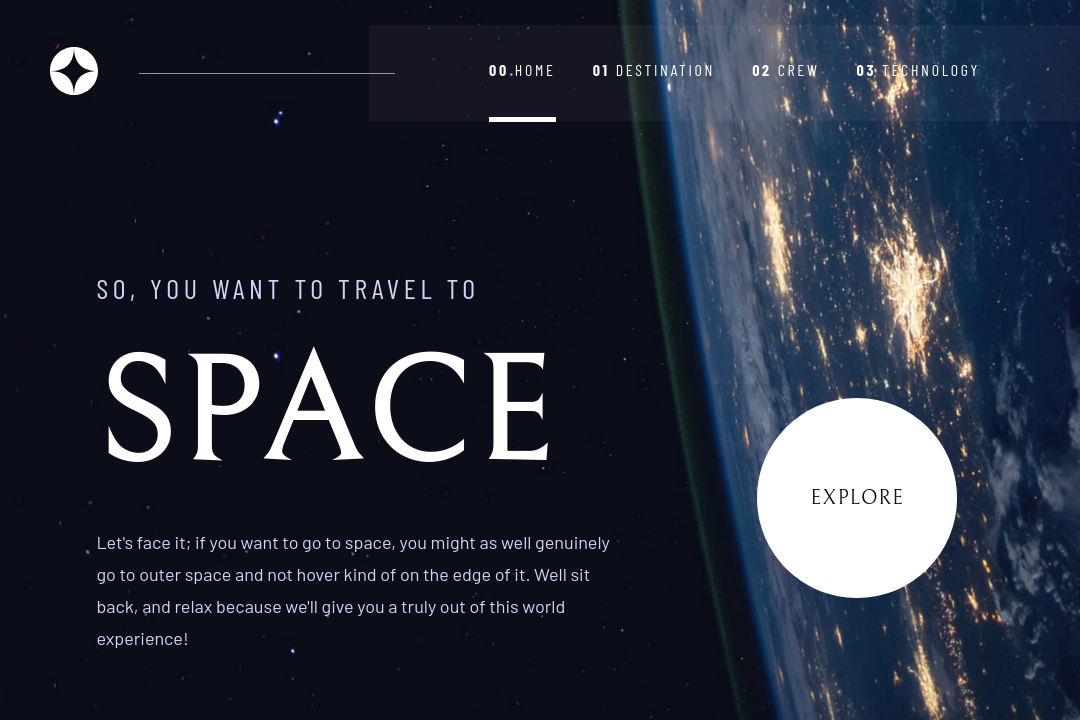 00 HOME 01 DESTINATION 02 CREW 03 TECHNOLOGY
SO, YOU WANT TO TRAVEL TO
SPACE
Let's face it; if you want to go to space, you might as well genuinely
go to outer space and not hover kind of on the edge of it. Well sit
back, and relax because we'll give you a truly out of this world
experience!
EXPLORE